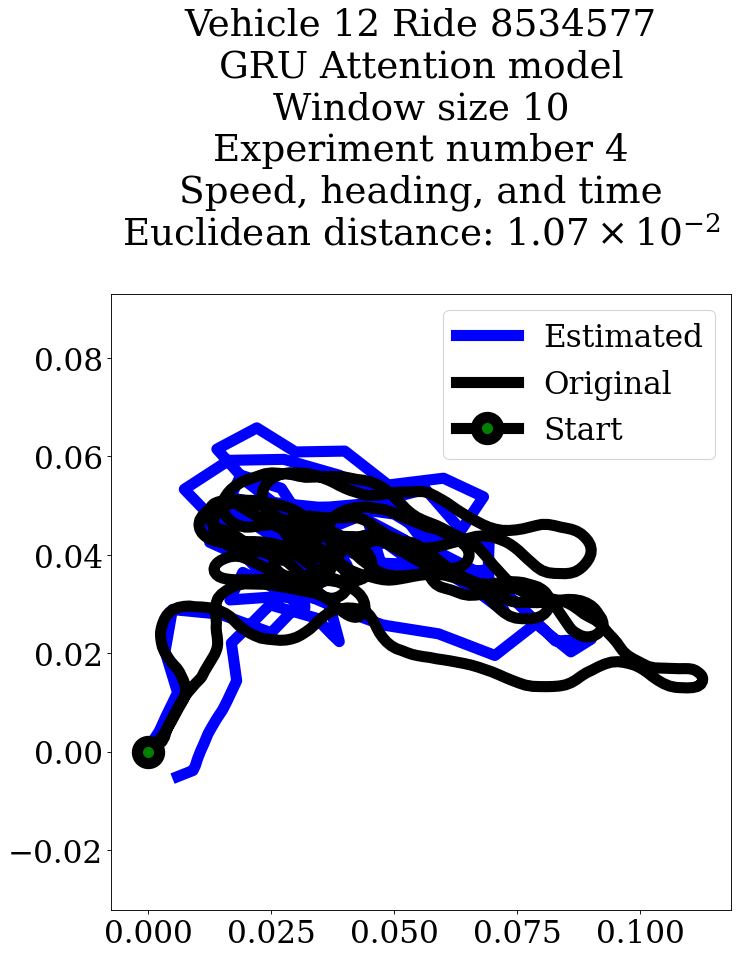 Vehicle 12 Ride 8534577
GRU Attention model
Window size 10
Experiment number 4
Speed, heading, and time
Euclidean distance: 1.07 × 10⁻²
Estimated
Original
Start
0.08
0.06
0.04
0.02
0.00
−0.02
0.000 0.025 0.050 0.075 0.100